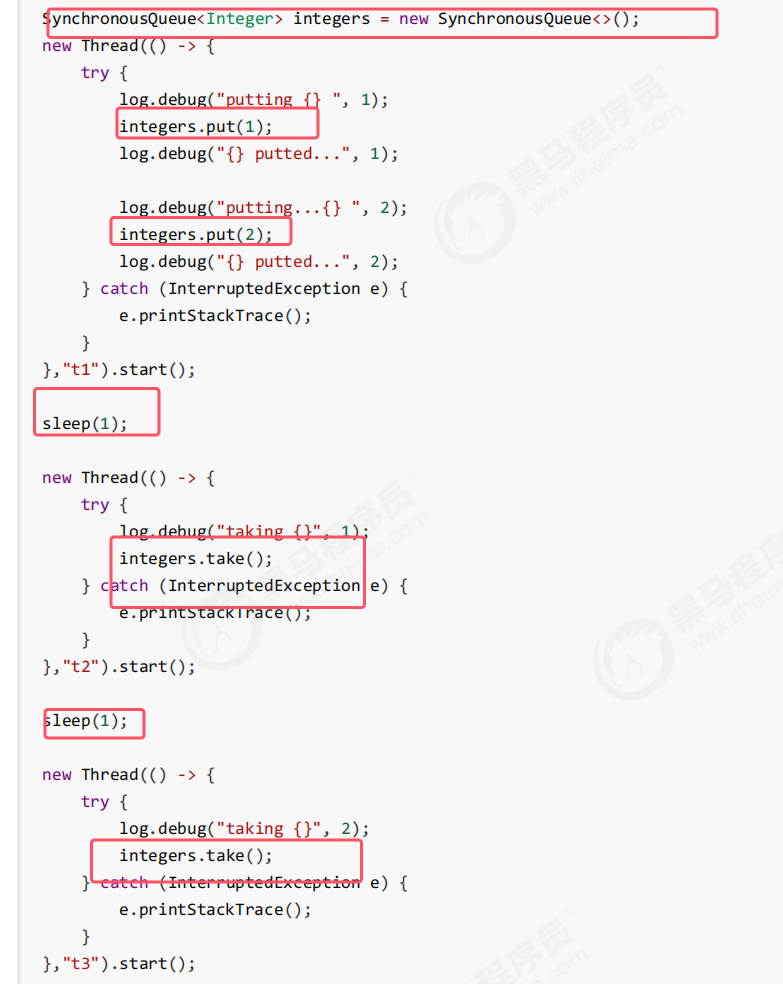 SynchronousQueue<Integer> integers = new SynchronousQueue<>();
new Thread(() -> {
    try {
        log.debug("putting {} ", 1);
        integers.put(1);
        log.debug("{} putted...", 1);

        log.debug("putting...{} ", 2);
        integers.put(2);
        log.debug("{} putted...", 2);
    } catch (InterruptedException e) {
        e.printStackTrace();
    }
},"t1").start();

sleep(1);

new Thread(() -> {
    try {
        log.debug("taking {}", 1);
        integers.take();
    } catch (InterruptedException e) {
        e.printStackTrace();
    }
},"t2").start();

sleep(1);

new Thread(() -> {
    try {
        log.debug("taking {}", 2);
        integers.take();
    } catch (InterruptedException e) {
        e.printStackTrace();
    }
},"t3").start();
黑马程序员™
www.itheima.com